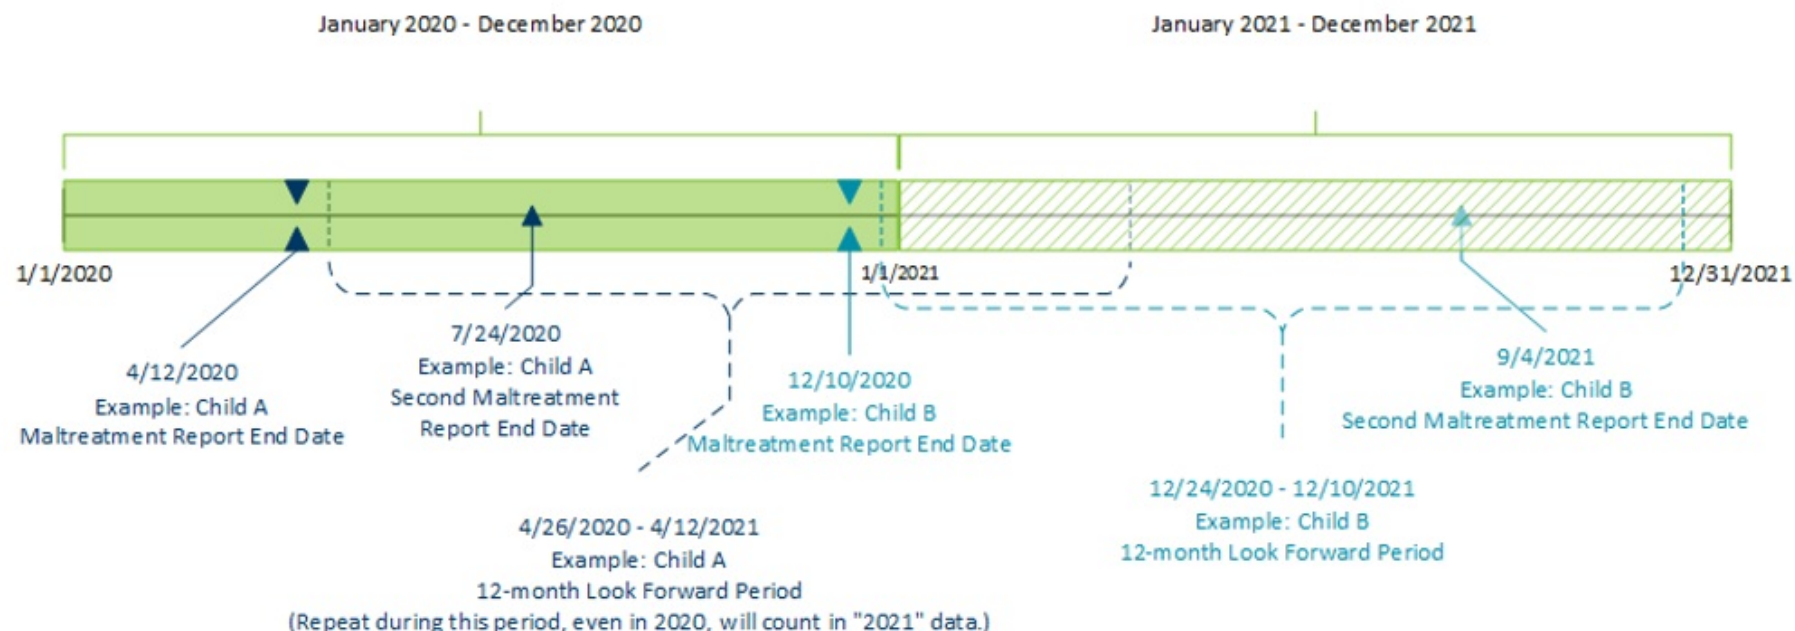 January 2020 - December 2020
January 2021 - December 2021
1/1/2020
1/1/2021
12/31/2021
4/12/2020
Example: Child A
Maltreatment Report End Date
7/24/2020
Example: Child A
Second Maltreatment
Report End Date
12/10/2020
Example: Child B
Maltreatment Report End Date
9/4/2021
Example: Child B
Second Maltreatment Report End Date
4/26/2020 - 4/12/2021
Example: Child A
12-month Look Forward Period
(Repeat during this period, even in 2020, will count in "2021" data.)
12/24/2020 - 12/10/2021
Example: Child B
12-month Look Forward Period